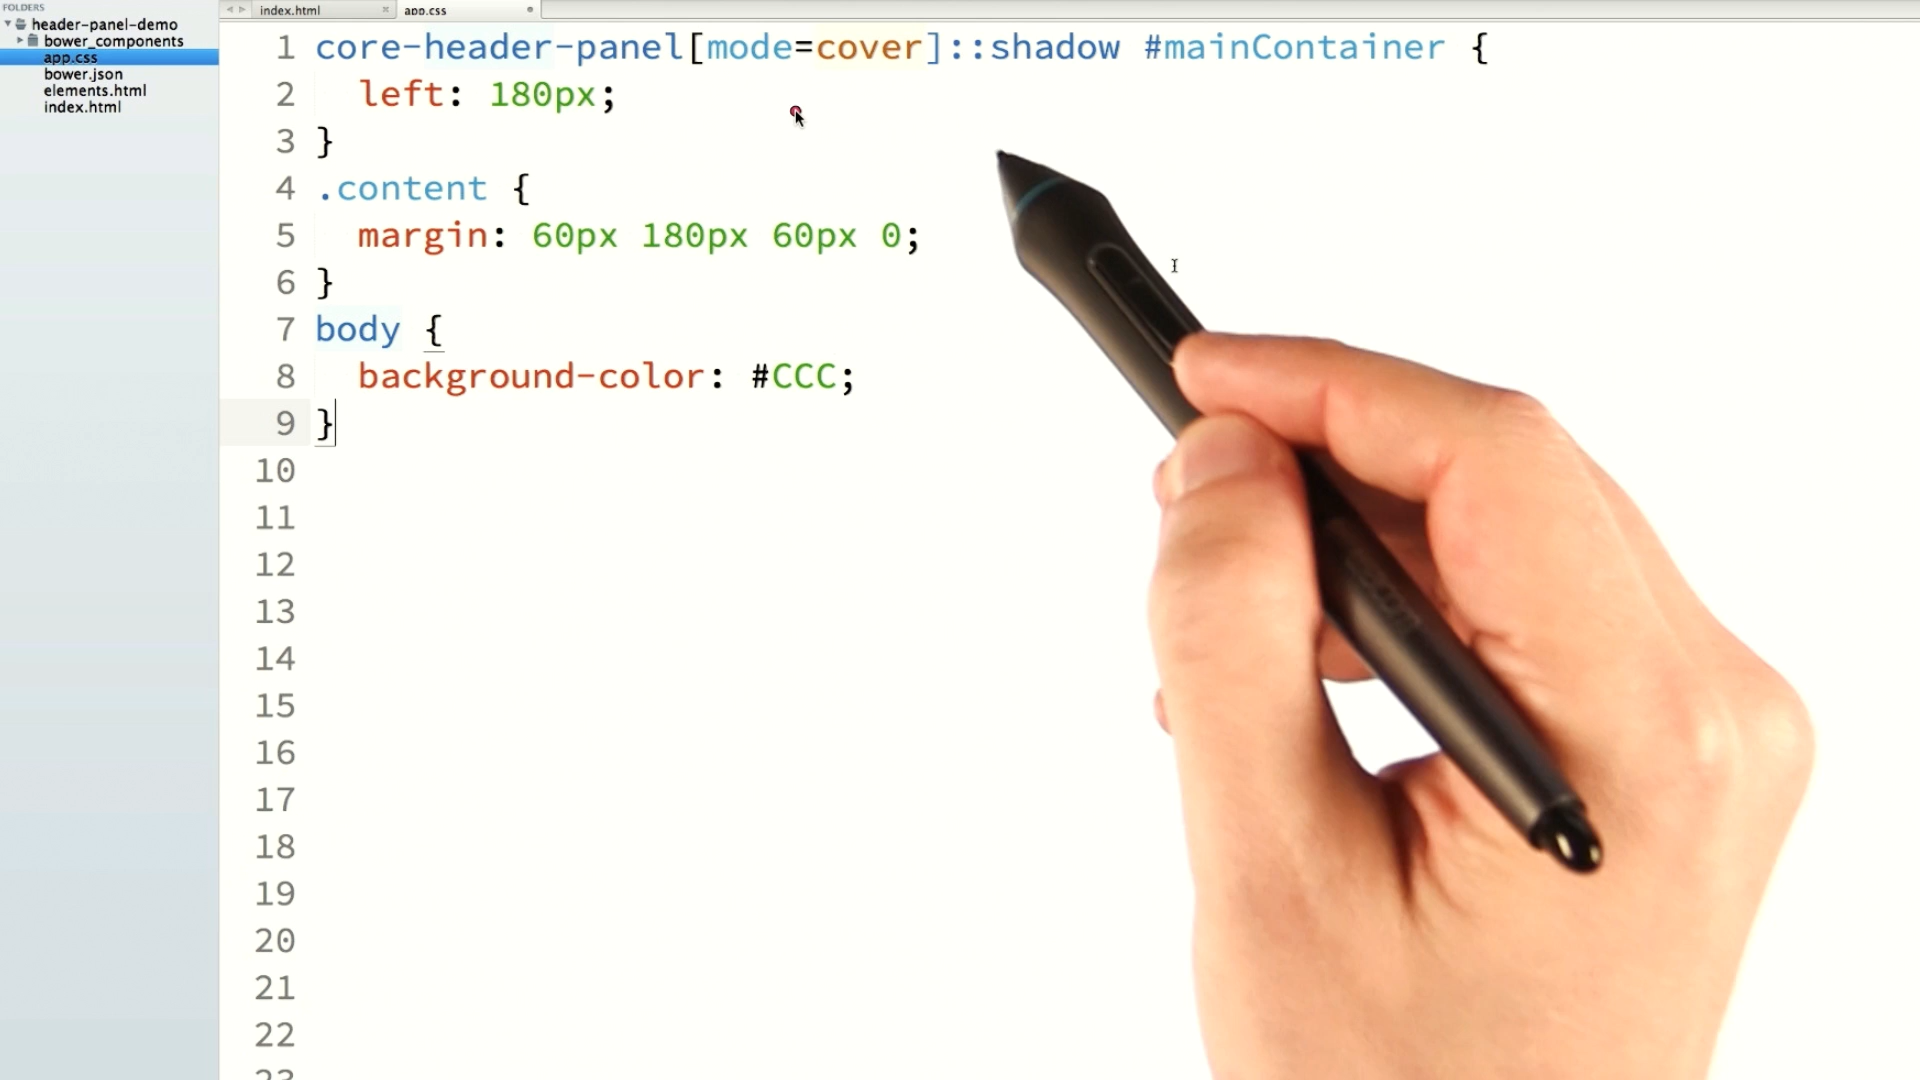 FOLDERS
header-panel-demo
bower_components
app.css
bower.json
elements.html
index.html
index.html
app.css
1 core-header-panel[mode=cover]::shadow #mainContainer {
2 left: 180px;
3 }
4 .content {
5 margin: 60px 180px 60px 0;
6 }
7 body {
8 background-color: #CCC;
9 }
10
11
12
13
14
15
16
17
18
19
20
21
22
23